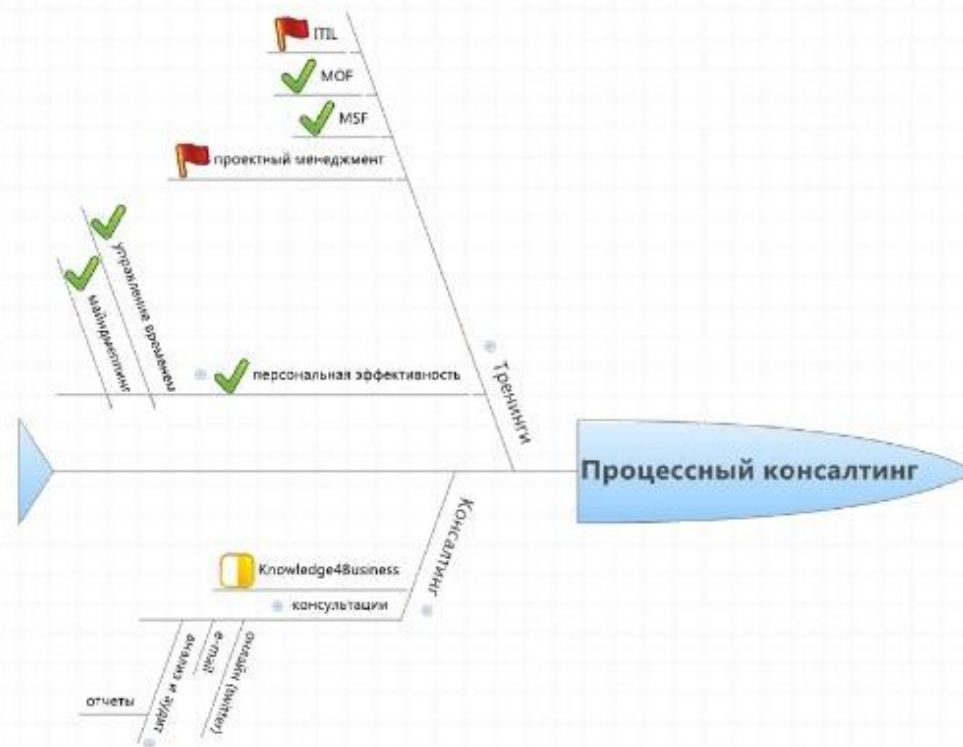 ITIL
MOF
MSF
проектный менеджмент
управление временем
майндмеппинг
персональная эффективность
Тренинги
Процессный консалтинг
Консалтинг
Knowledge4Business
консультации
онлайн (twitter)
e-mail
анализ и аудит
отчеты